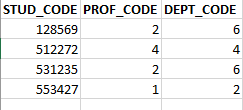 STUD_CODE PROF_CODE DEPT_CODE
128569 2 6
512272 4 4
531235 2 6
553427 1 2